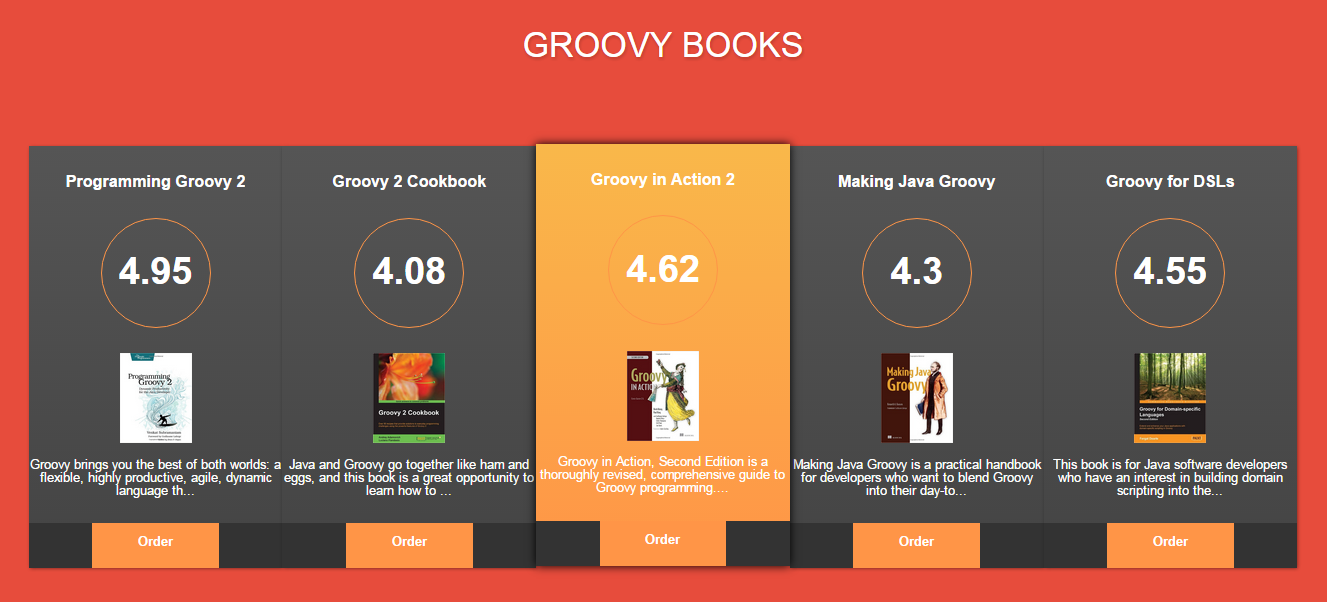 GROOVY BOOKS
Programming Groovy 2
4.95
Programming
Groovy 2
Groovy brings you the best of both worlds: a
flexible, highly productive, agile, dynamic
language th...
Order
Groovy 2 Cookbook
4.08
Groovy 2 Cookbook
Java and Groovy go together like ham and
eggs, and this book is a great opportunity to
learn how to ...
Order
Groovy in Action 2
4.62
Groovy
IN ACTION
Groovy in Action, Second Edition is a
thoroughly revised, comprehensive guide to
Groovy programming....
Order
Making Java Groovy
4.3
Making Java
Groovy
Making Java Groovy is a practical handbook
for developers who want to blend Groovy
into their day-to...
Order
Groovy for DSLs
4.55
Groovy for Domain-specific
Languages
This book is for Java software developers
who have an interest in building domain
scripting into the...
Order